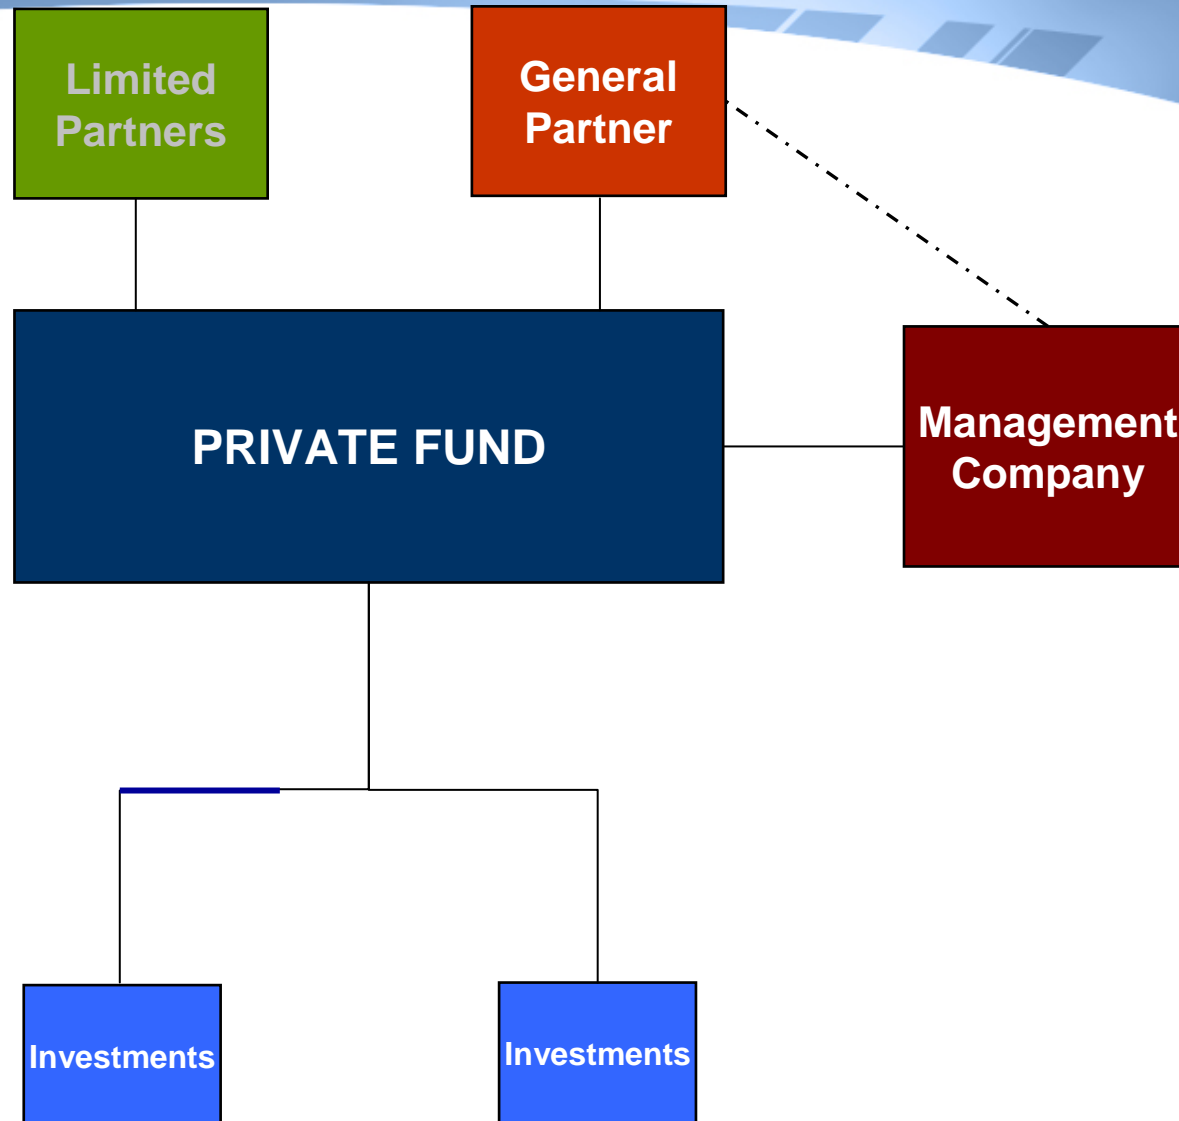 Limited
Partners
General
Partner
PRIVATE FUND
Management
Company
Investments
Investments